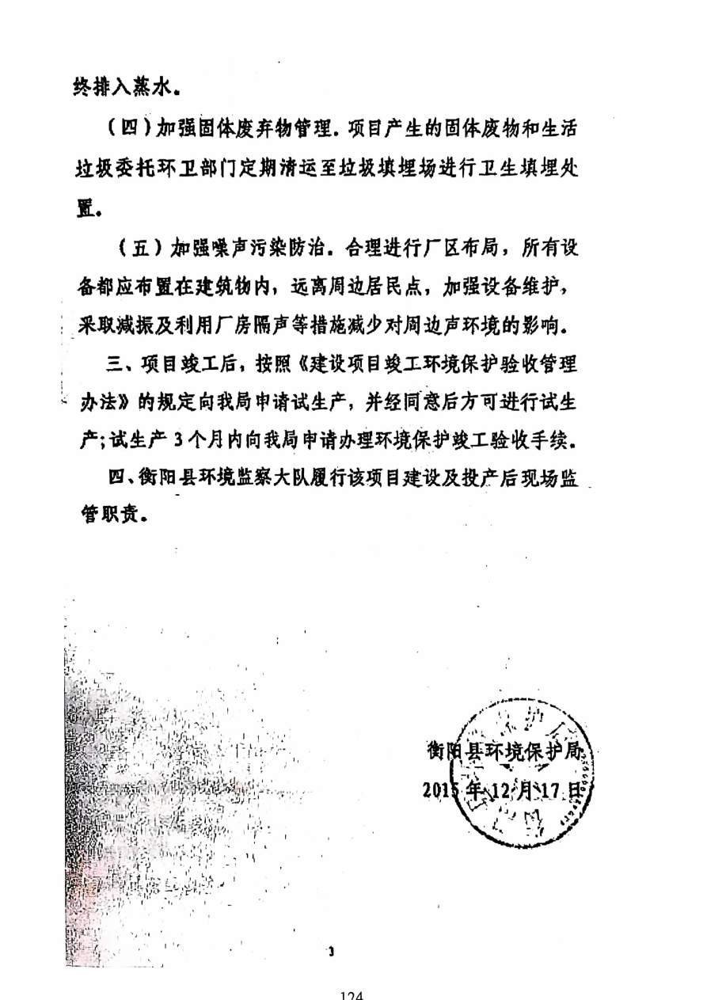 终排入蒸水。
（四）加强固体废弃物管理．项目产生的固体废物和生活
垃圾委托环卫部门定期清运至垃圾填埋场进行卫生填埋处
置。
（五）加强噪声污染防治．合理进行厂区布局，所有设
备都应布置在建筑物内，远离周边居民点，加强设备维护，
采取减振及利用厂房隔声等措施减少对周边声环境的影响．
三、项目竣工后，按照《建设项目竣工环境保护验收管理
办法》的规定向我局申请试生产，并经同意后方可进行试生
产；试生产3个月内向我局申请办理环境保护竣工验收手续．
四、衡阳县环境监察大队履行该项目建设及投产后现场监
管职责。
衡阳县环境保护局
2015年12月17日
3
124